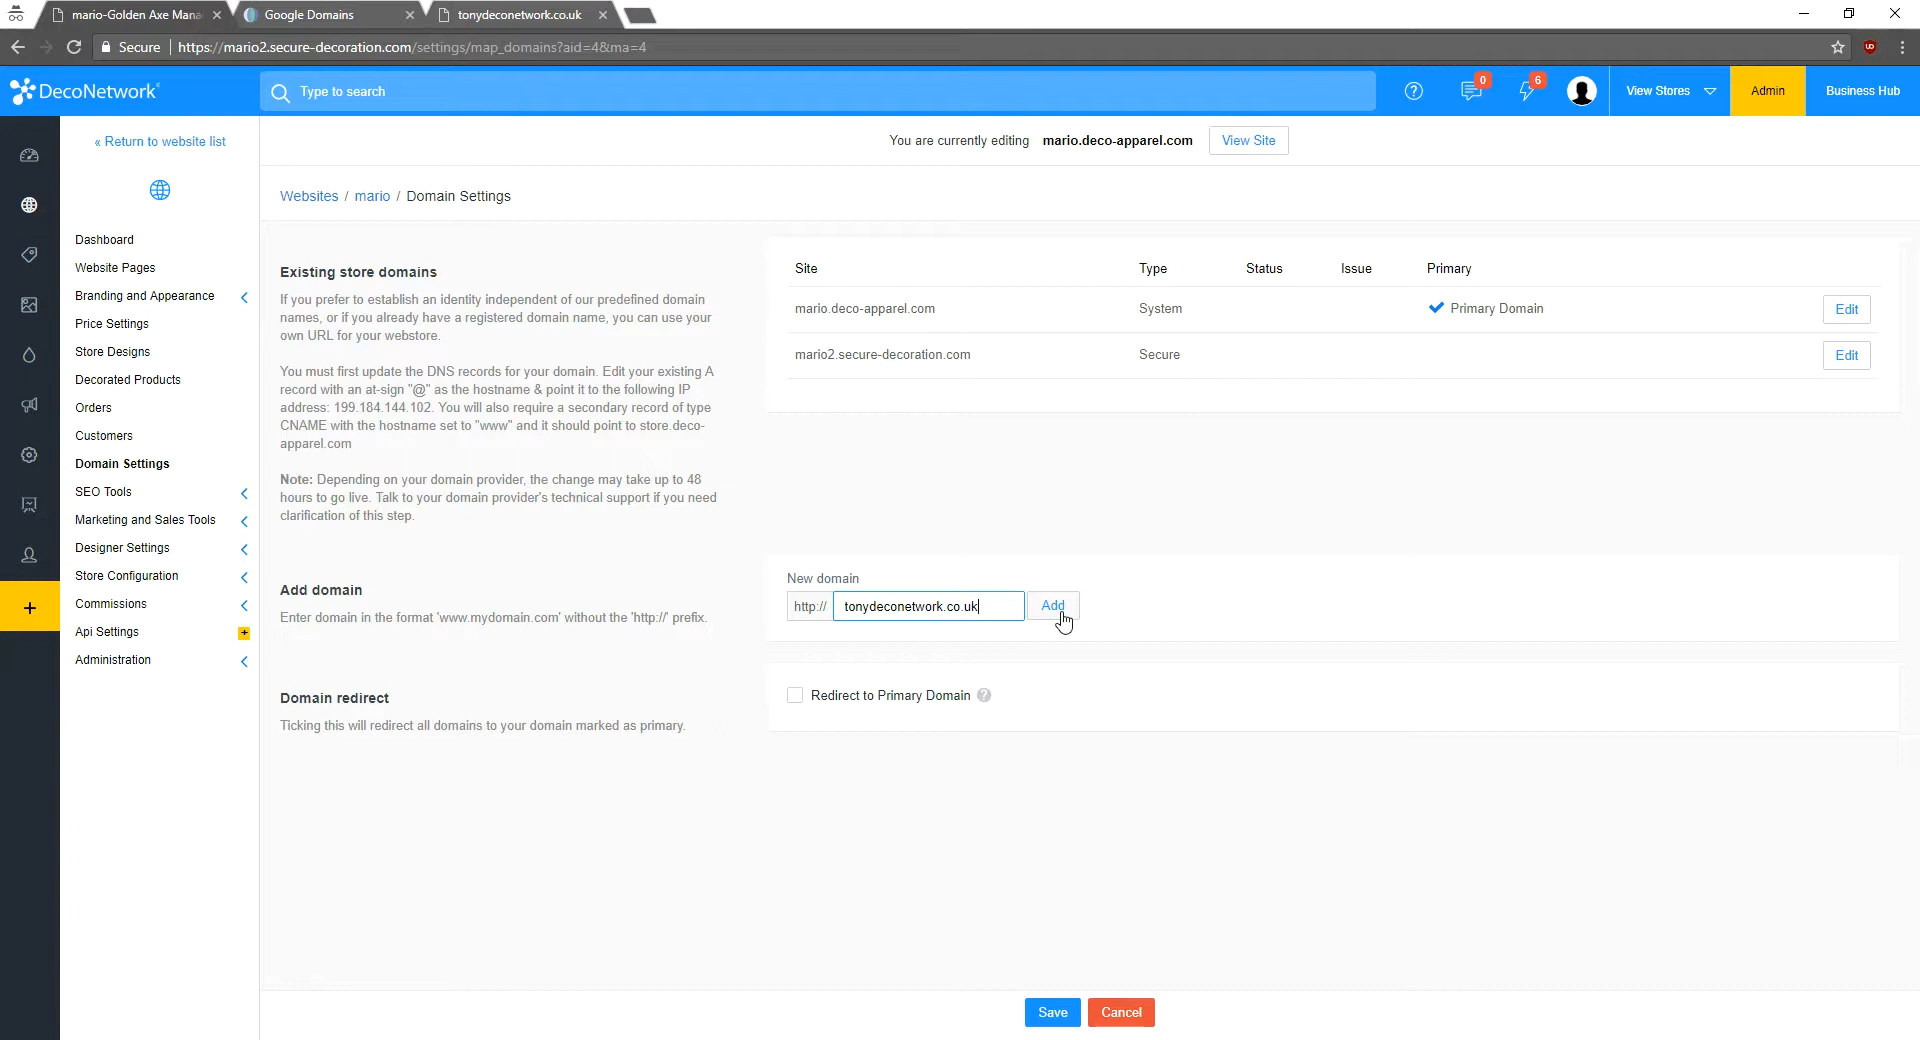 mario-Golden Axe Mana
Google Domains
tonydeconetwork.co.uk
Secure
https://mario2.secure-decoration.com/settings/map_domains?aid=4&ma=4
DecoNetwork
Type to search
0
6
View Stores
Admin
Business Hub
« Return to website list
You are currently editing mario.deco-apparel.com
View Site
Websites / mario / Domain Settings
Dashboard
Website Pages
Branding and Appearance
Price Settings
Store Designs
Decorated Products
Orders
Customers
Domain Settings
SEO Tools
Marketing and Sales Tools
Designer Settings
Store Configuration
Commissions
Api Settings
Administration
Existing store domains
If you prefer to establish an identity independent of our predefined domain
names, or if you already have a registered domain name, you can use your
own URL for your webstore.
You must first update the DNS records for your domain. Edit your existing A
record with an at-sign "@" as the hostname & point it to the following IP
address: 199.184.144.102. You will also require a secondary record of type
CNAME with the hostname set to "www" and it should point to store.deco-
apparel.com
Note: Depending on your domain provider, the change may take up to 48
hours to go live. Talk to your domain provider's technical support if you need
clarification of this step.
Site Type Status Issue Primary
mario.deco-apparel.com System Primary Domain Edit
mario2.secure-decoration.com Secure Edit
Add domain
Enter domain in the format 'www.mydomain.com' without the 'http://' prefix.
New domain
http:// tonydeconetwork.co.uk Add
Domain redirect
Ticking this will redirect all domains to your domain marked as primary.
Redirect to Primary Domain ?
Save
Cancel